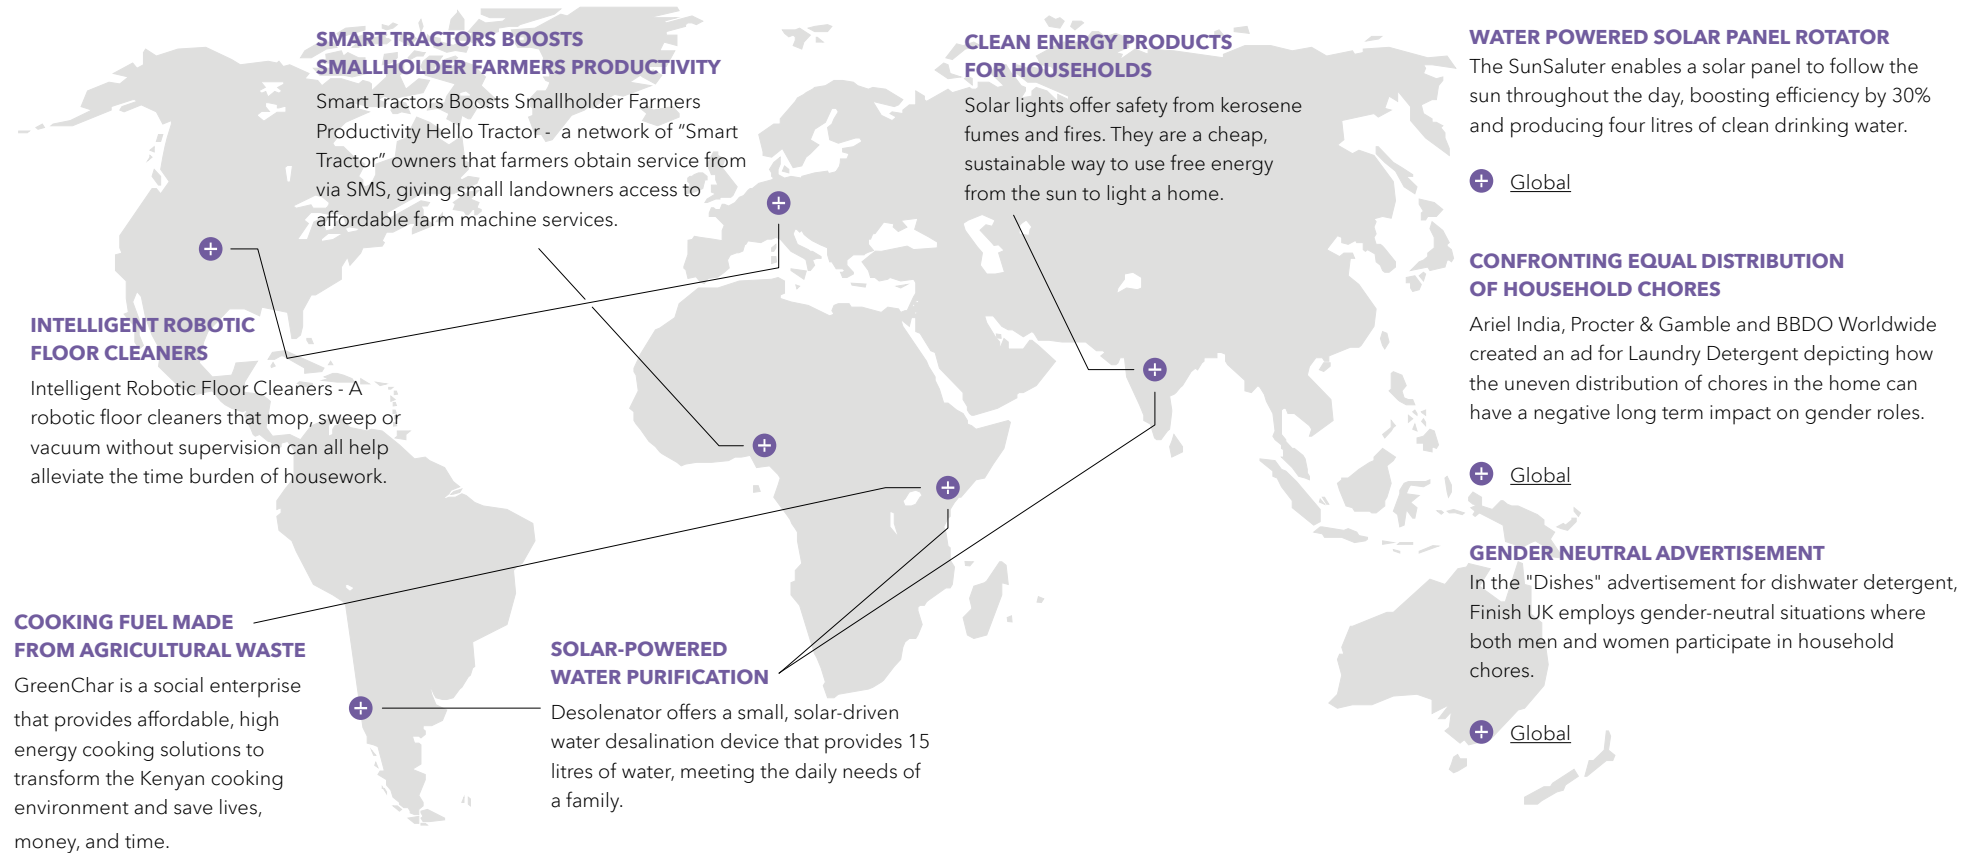 SMART TRACTORS BOOSTS
SMALLHOLDER FARMERS PRODUCTIVITY
Smart Tractors Boosts Smallholder Farmers
Productivity Hello Tractor - a network of “Smart
Tractor” owners that farmers obtain service from
via SMS, giving small landowners access to
affordable farm machine services.
CLEAN ENERGY PRODUCTS
FOR HOUSEHOLDS
Solar lights offer safety from kerosene
fumes and fires. They are a cheap,
sustainable way to use free energy
from the sun to light a home.
WATER POWERED SOLAR PANEL ROTATOR
The SunSaluter enables a solar panel to follow the
sun throughout the day, boosting efficiency by 30%
and producing four litres of clean drinking water.
Global
CONFRONTING EQUAL DISTRIBUTION
OF HOUSEHOLD CHORES
Ariel India, Procter & Gamble and BBDO Worldwide
created an ad for Laundry Detergent depicting how
the uneven distribution of chores in the home can
have a negative long term impact on gender roles.
Global
GENDER NEUTRAL ADVERTISEMENT
In the "Dishes" advertisement for dishwater detergent,
Finish UK employs gender-neutral situations where
both men and women participate in household
chores.
Global
INTELLIGENT ROBOTIC
FLOOR CLEANERS
Intelligent Robotic Floor Cleaners - A
robotic floor cleaners that mop, sweep or
vacuum without supervision can all help
alleviate the time burden of housework.
COOKING FUEL MADE
FROM AGRICULTURAL WASTE
GreenChar is a social enterprise
that provides affordable, high
energy cooking solutions to
transform the Kenyan cooking
environment and save lives,
money, and time.
SOLAR-POWERED
WATER PURIFICATION
Desolenator offers a small, solar-driven
water desalination device that provides 15
litres of water, meeting the daily needs of
a family.